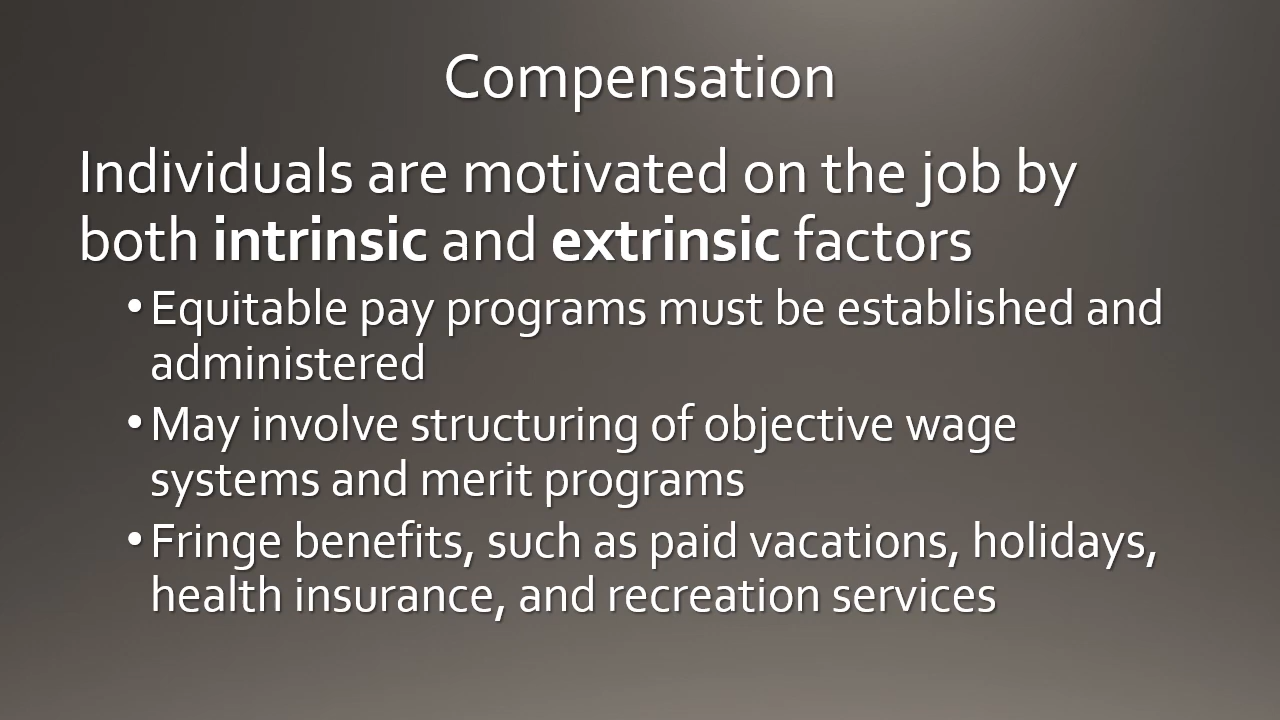 Compensation
Individuals are motivated on the job by
both intrinsic and extrinsic factors
•Equitable pay programs must be established and
administered
•May involve structuring of objective wage
systems and merit programs
•Fringe benefits, such as paid vacations, holidays,
health insurance, and recreation services